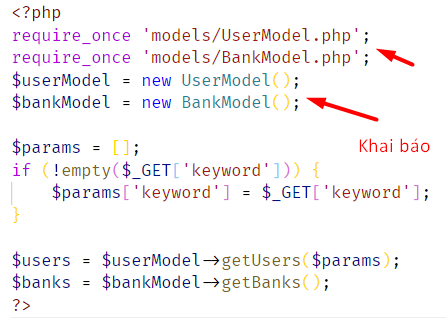 <?php
require_once 'models/UserModel.php';
require_once 'models/BankModel.php';
$userModel = new UserModel();
$bankModel = new BankModel();
Khai báo
$params = [];
if (!empty($_GET['keyword'])) {
    $params['keyword'] = $_GET['keyword'];
}
$users = $userModel->getUsers($params);
$banks = $bankModel->getBanks();
?>